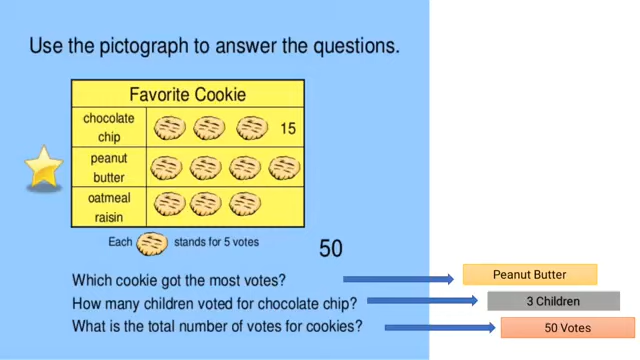 Use the pictograph to answer the questions.
Favorite Cookie
chocolate
chip
15
peanut
butter
oatmeal
raisin
Each stands for 5 votes
50
Which cookie got the most votes?
Peanut Butter
How many children voted for chocolate chip?
3 Children
What is the total number of votes for cookies?
50 Votes